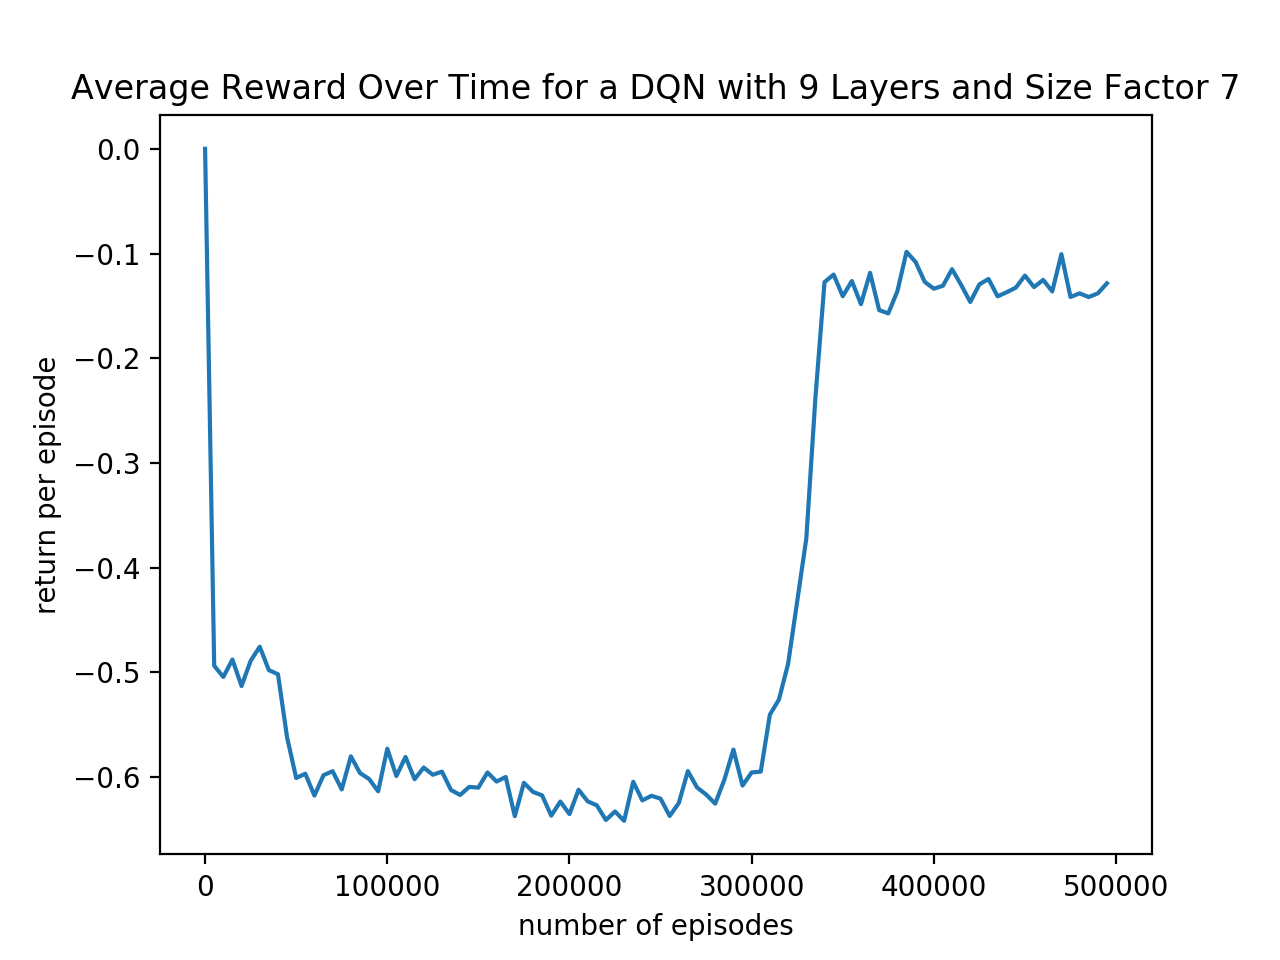 Average Reward Over Time for a DQN with 9 Layers and Size Factor 7
return per episode
0.0
−0.1
−0.2
−0.3
−0.4
−0.5
−0.6
0 100000 200000 300000 400000 500000
number of episodes